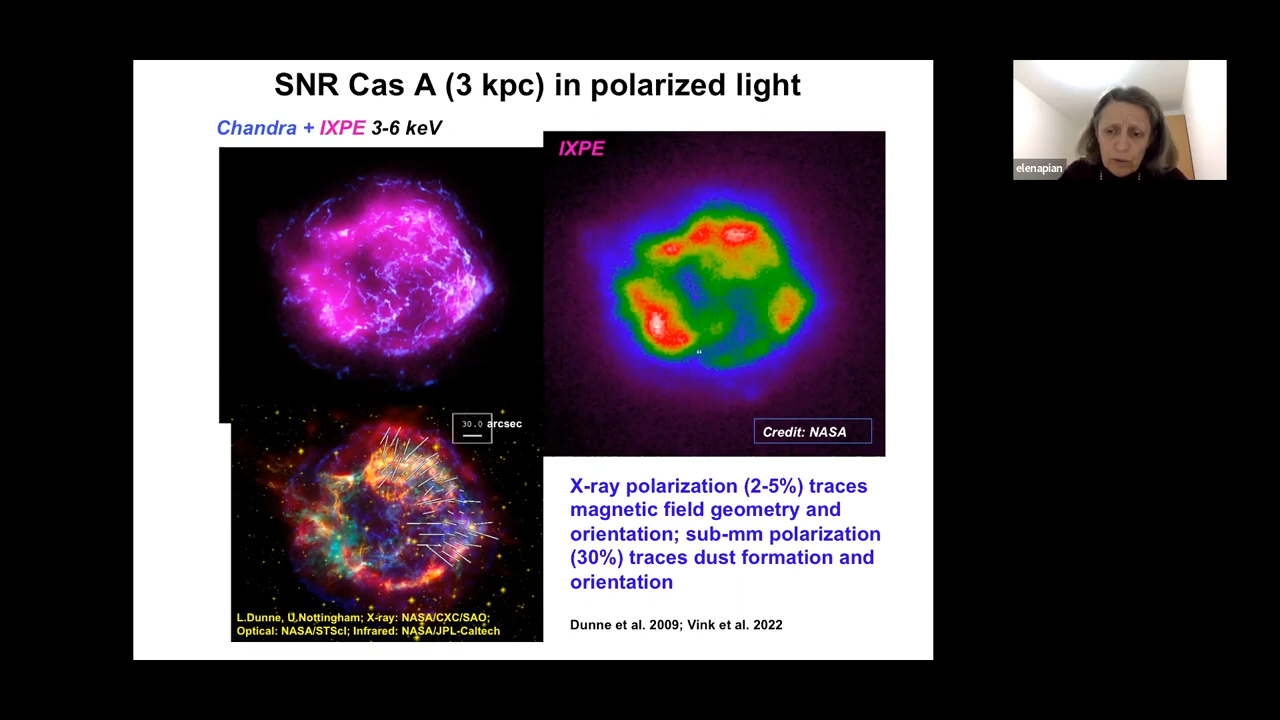 SNR Cas A (3 kpc) in polarized light
Chandra + IXPE 3-6 keV
IXPE
elenapian
30.0 arcsec
Credit: NASA
X-ray polarization (2-5%) traces
magnetic field geometry and
orientation; sub-mm polarization
(30%) traces dust formation and
orientation
L.Dunne, U.Nottingham; X-ray: NASA/CXC/SAO;
Optical: NASA/STScI; Infrared: NASA/JPL-Caltech
Dunne et al. 2009; Vink et al. 2022